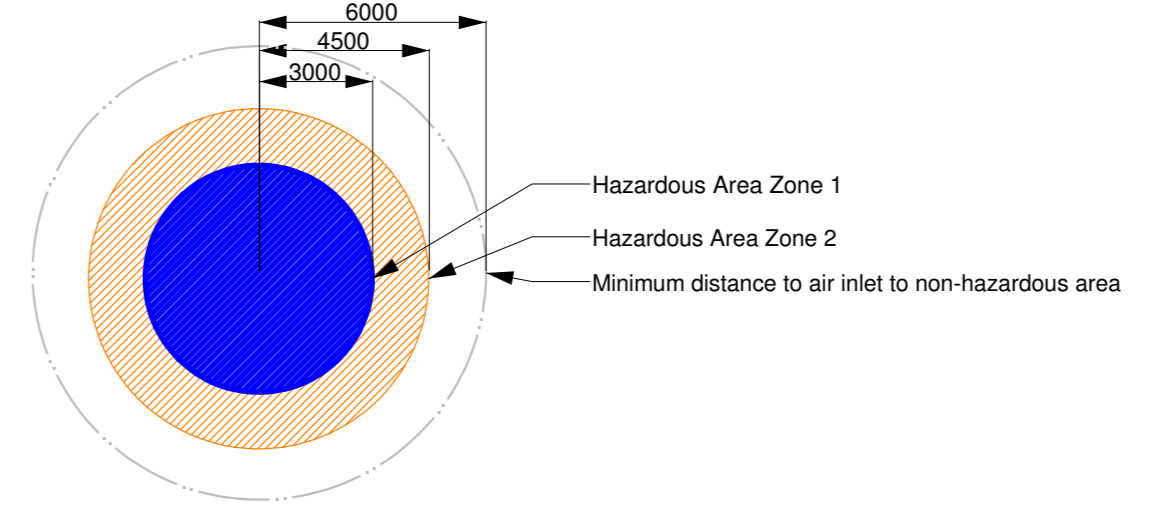 6000
4500
3000
Hazardous Area Zone 1
Hazardous Area Zone 2
Minimum distance to air inlet to non-hazardous area